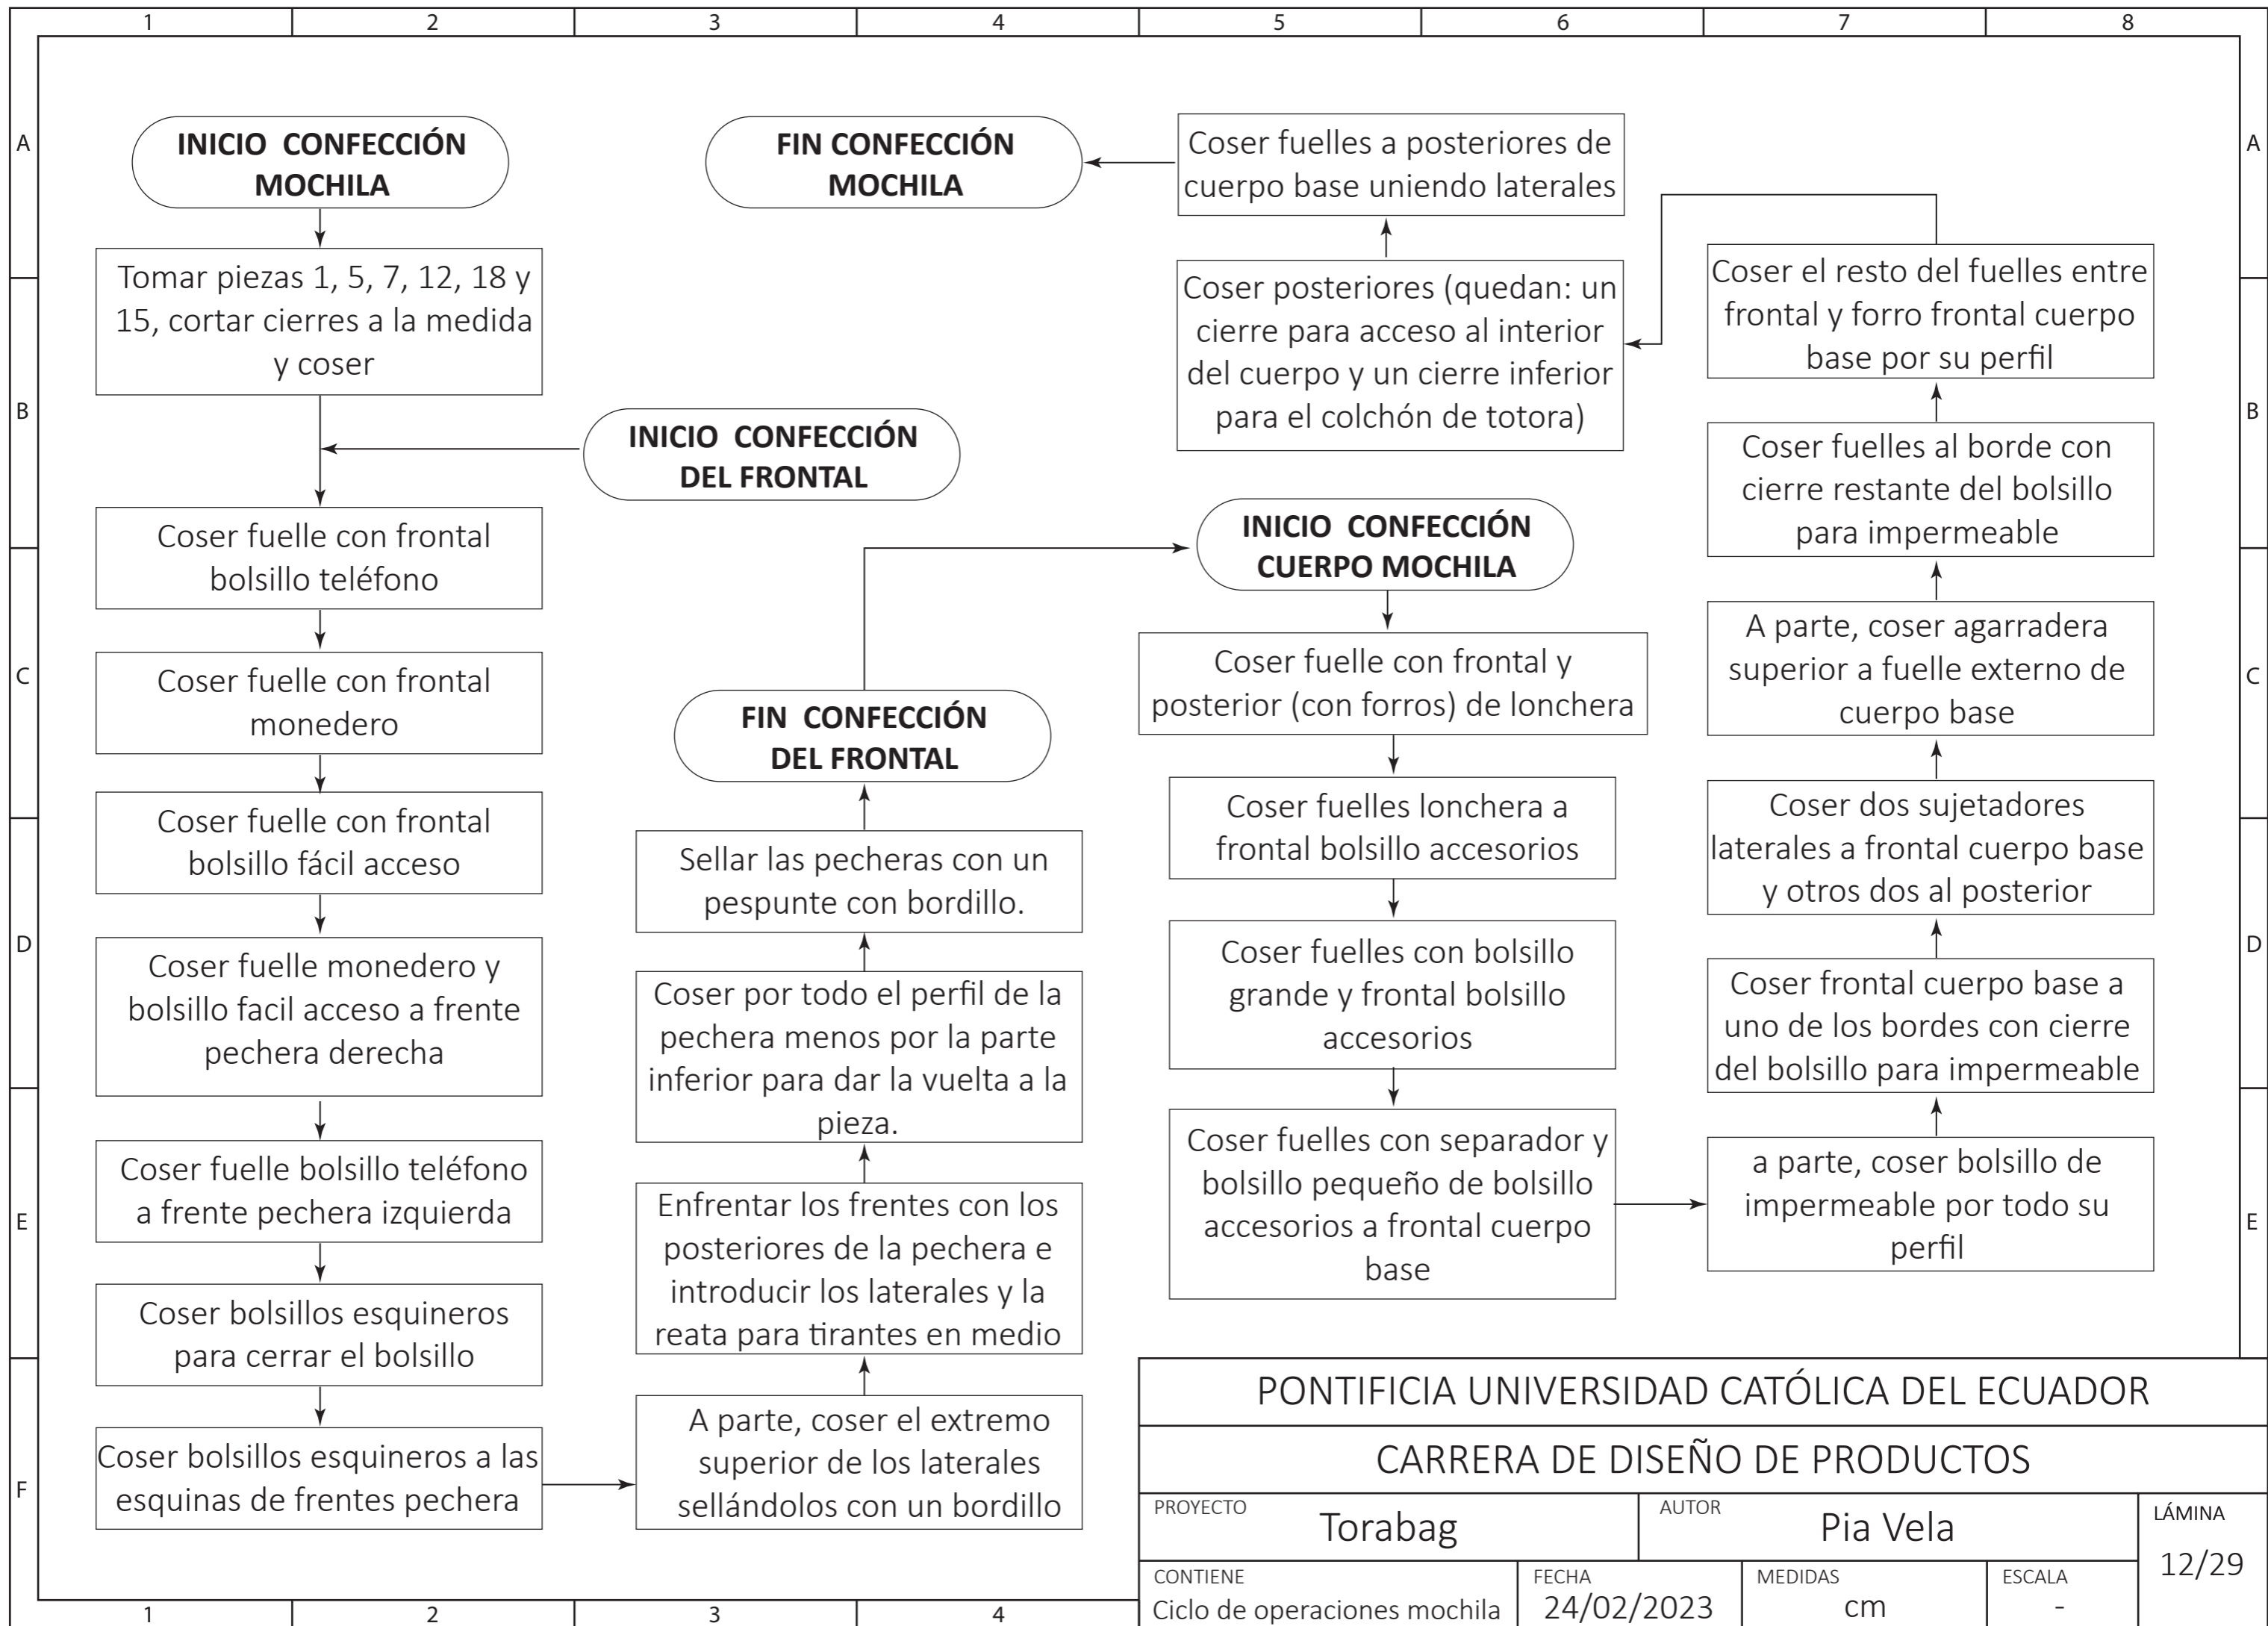 1 2 3 4 5 6 7 8
A
B
C
D
E
F
INICIO  CONFECCIÓN
MOCHILA
Tomar piezas 1, 5, 7, 12, 18 y
15, cortar cierres a la medida
y coser
INICIO  CONFECCIÓN
DEL FRONTAL
Coser fuelle con frontal
bolsillo teléfono
Coser fuelle con frontal
monedero
Coser fuelle con frontal
bolsillo fácil acceso
Coser fuelle monedero y
bolsillo facil acceso a frente
pechera derecha
Coser fuelle bolsillo teléfono
a frente pechera izquierda
Coser bolsillos esquineros
para cerrar el bolsillo
Coser bolsillos esquineros a las
esquinas de frentes pechera
A parte, coser el extremo
superior de los laterales
sellándolos con un bordillo
Enfrentar los frentes con los
posteriores de la pechera e
introducir los laterales y la
reata para tirantes en medio
Coser por todo el perfil de la
pechera menos por la parte
inferior para dar la vuelta a la
pieza.
Sellar las pecheras con un
pespunte con bordillo.
FIN  CONFECCIÓN
DEL FRONTAL
INICIO  CONFECCIÓN
CUERPO MOCHILA
Coser fuelle con frontal y
posterior (con forros) de lonchera
Coser fuelles lonchera a
frontal bolsillo accesorios
Coser fuelles con bolsillo
grande y frontal bolsillo
accesorios
Coser fuelles con separador y
bolsillo pequeño de bolsillo
accesorios a frontal cuerpo
base
a parte, coser bolsillo de
impermeable por todo su
perfil
Coser frontal cuerpo base a
uno de los bordes con cierre
del bolsillo para impermeable
Coser dos sujetadores
laterales a frontal cuerpo base
y otros dos al posterior
A parte, coser agarradera
superior a fuelle externo de
cuerpo base
Coser fuelles al borde con
cierre restante del bolsillo
para impermeable
Coser el resto del fuelles entre
frontal y forro frontal cuerpo
base por su perfil
Coser posteriores (quedan: un
cierre para acceso al interior
del cuerpo y un cierre inferior
para el colchón de totora)
Coser fuelles a posteriores de
cuerpo base uniendo laterales
FIN CONFECCIÓN
MOCHILA
A
B
C
D
E
PONTIFICIA UNIVERSIDAD CATÓLICA DEL ECUADOR
CARRERA DE DISEÑO DE PRODUCTOS
PROYECTO
Torabag
AUTOR
Pia Vela
LÁMINA
12/29
CONTIENE
Ciclo de operaciones mochila
FECHA
24/02/2023
MEDIDAS
cm
ESCALA
-
1 2 3 4